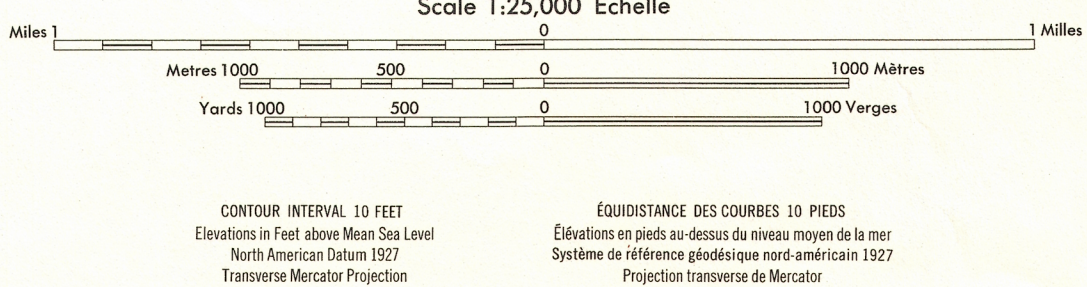 Scale 1:25,000 Échelle
Miles 1 0 1 Milles
Metres 1000 500 0 1000 Mètres
Yards 1000 500 0 1000 Verges
CONTOUR INTERVAL 10 FEET
Elevations in Feet above Mean Sea Level
North American Datum 1927
Transverse Mercator Projection
ÉQUIDISTANCE DES COURBES 10 PIEDS
Élévations en pieds au-dessus du niveau moyen de la mer
Système de référence géodésique nord-américain 1927
Projection transverse de Mercator